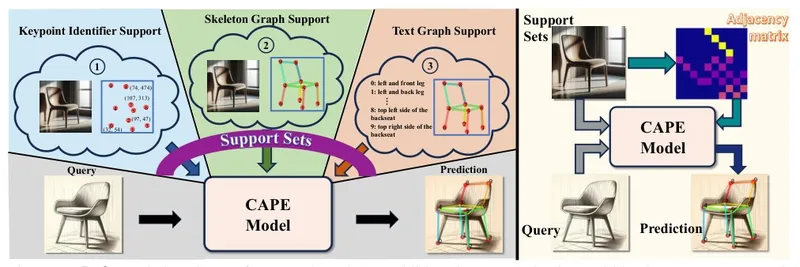 Keypoint Identifier Support
1
(74, 474)
(107, 313)
(97, 47)
(32, 54)
Skeleton Graph Support
2
Text Graph Support
3
0: left and front leg
1: left and back leg
⋮
8: top left side of the
backseat
9: top right side of the
backseat
Support Sets
Query
CAPE
Model
Prediction
Support
Sets
Adjacency
matrix
CAPE
Model
Query
Prediction